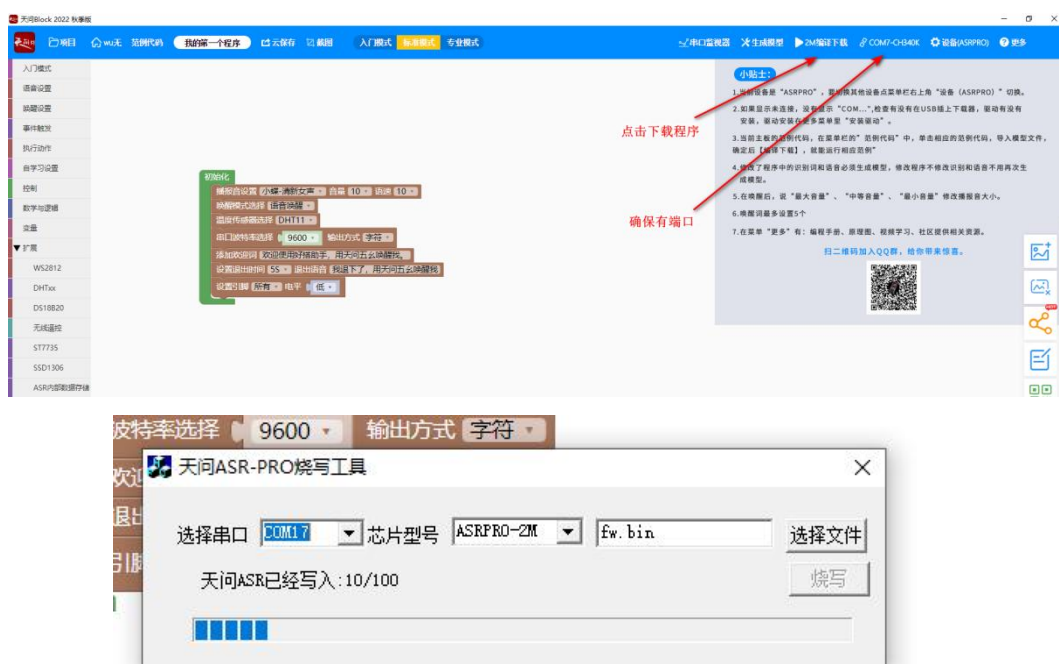 天问Block 2022 秋季版
项目 wu无 范例代码 我的第一个程序 云保存 截图 入门模式 标准模式 专业模式 串口监视器 生成模型 2M编译下载 COM7-CH340K 设备(ASRPRO) 更多
入门模式
语音设置
唤醒设置
事件触发
执行动作
自学习设置
控制
数学与逻辑
变量
扩展
WS2812
DHTxx
DS18B20
无线遥控
ST7735
SSD1306
ASR内部数据存储
初始化
播报音设置 小蝶-清新女声 音量 10 语速 10
唤醒模式选择 语音唤醒
温度传感器选择 DHT11
串口波特率选择 9600 输出方式 字符
添加欢迎词 欢迎使用好搭助手,用天问五幺唤醒我。
设置退出时间 5S 退出语音 我退下了,用天问五幺唤醒我
设置引脚 所有 电平 低
点击下载程序
确保有端口
小贴士:
1.当前设备是“ASRPRO”,要切换其他设备点菜单栏右上角“设备(ASRPRO)”切换。
2.如果显示未连接,没有显示“COM...”,检查有没有在USB插上下载器,驱动有没有
安装,驱动安装在更多菜单里“安装驱动”。
3.当前主板的范例代码,在菜单栏的“范例代码”中,单击相应的范例代码,导入模型文件,
确定后【编译下载】,就能运行相应范例”
4.修改了程序中的识别词和语音必须生成模型,修改程序不修改识别和语音不用再次生
成模型。
5.在唤醒后,说“最大音量”、“中等音量”、“最小音量”修改播报音大小。
6.唤醒词最多设置5个
7.在菜单“更多”有:编程手册、原理图、视频学习、社区提供相关资源。
扫二维码加入QQ群,给你带来惊喜。
波特率选择 9600 输出方式 字符
欢迎
退出
引脚
天问ASR-PRO烧写工具
选择串口 COM17 芯片型号 ASRPRO-2M fw.bin 选择文件
天问ASR已经写入:10/100 烧写